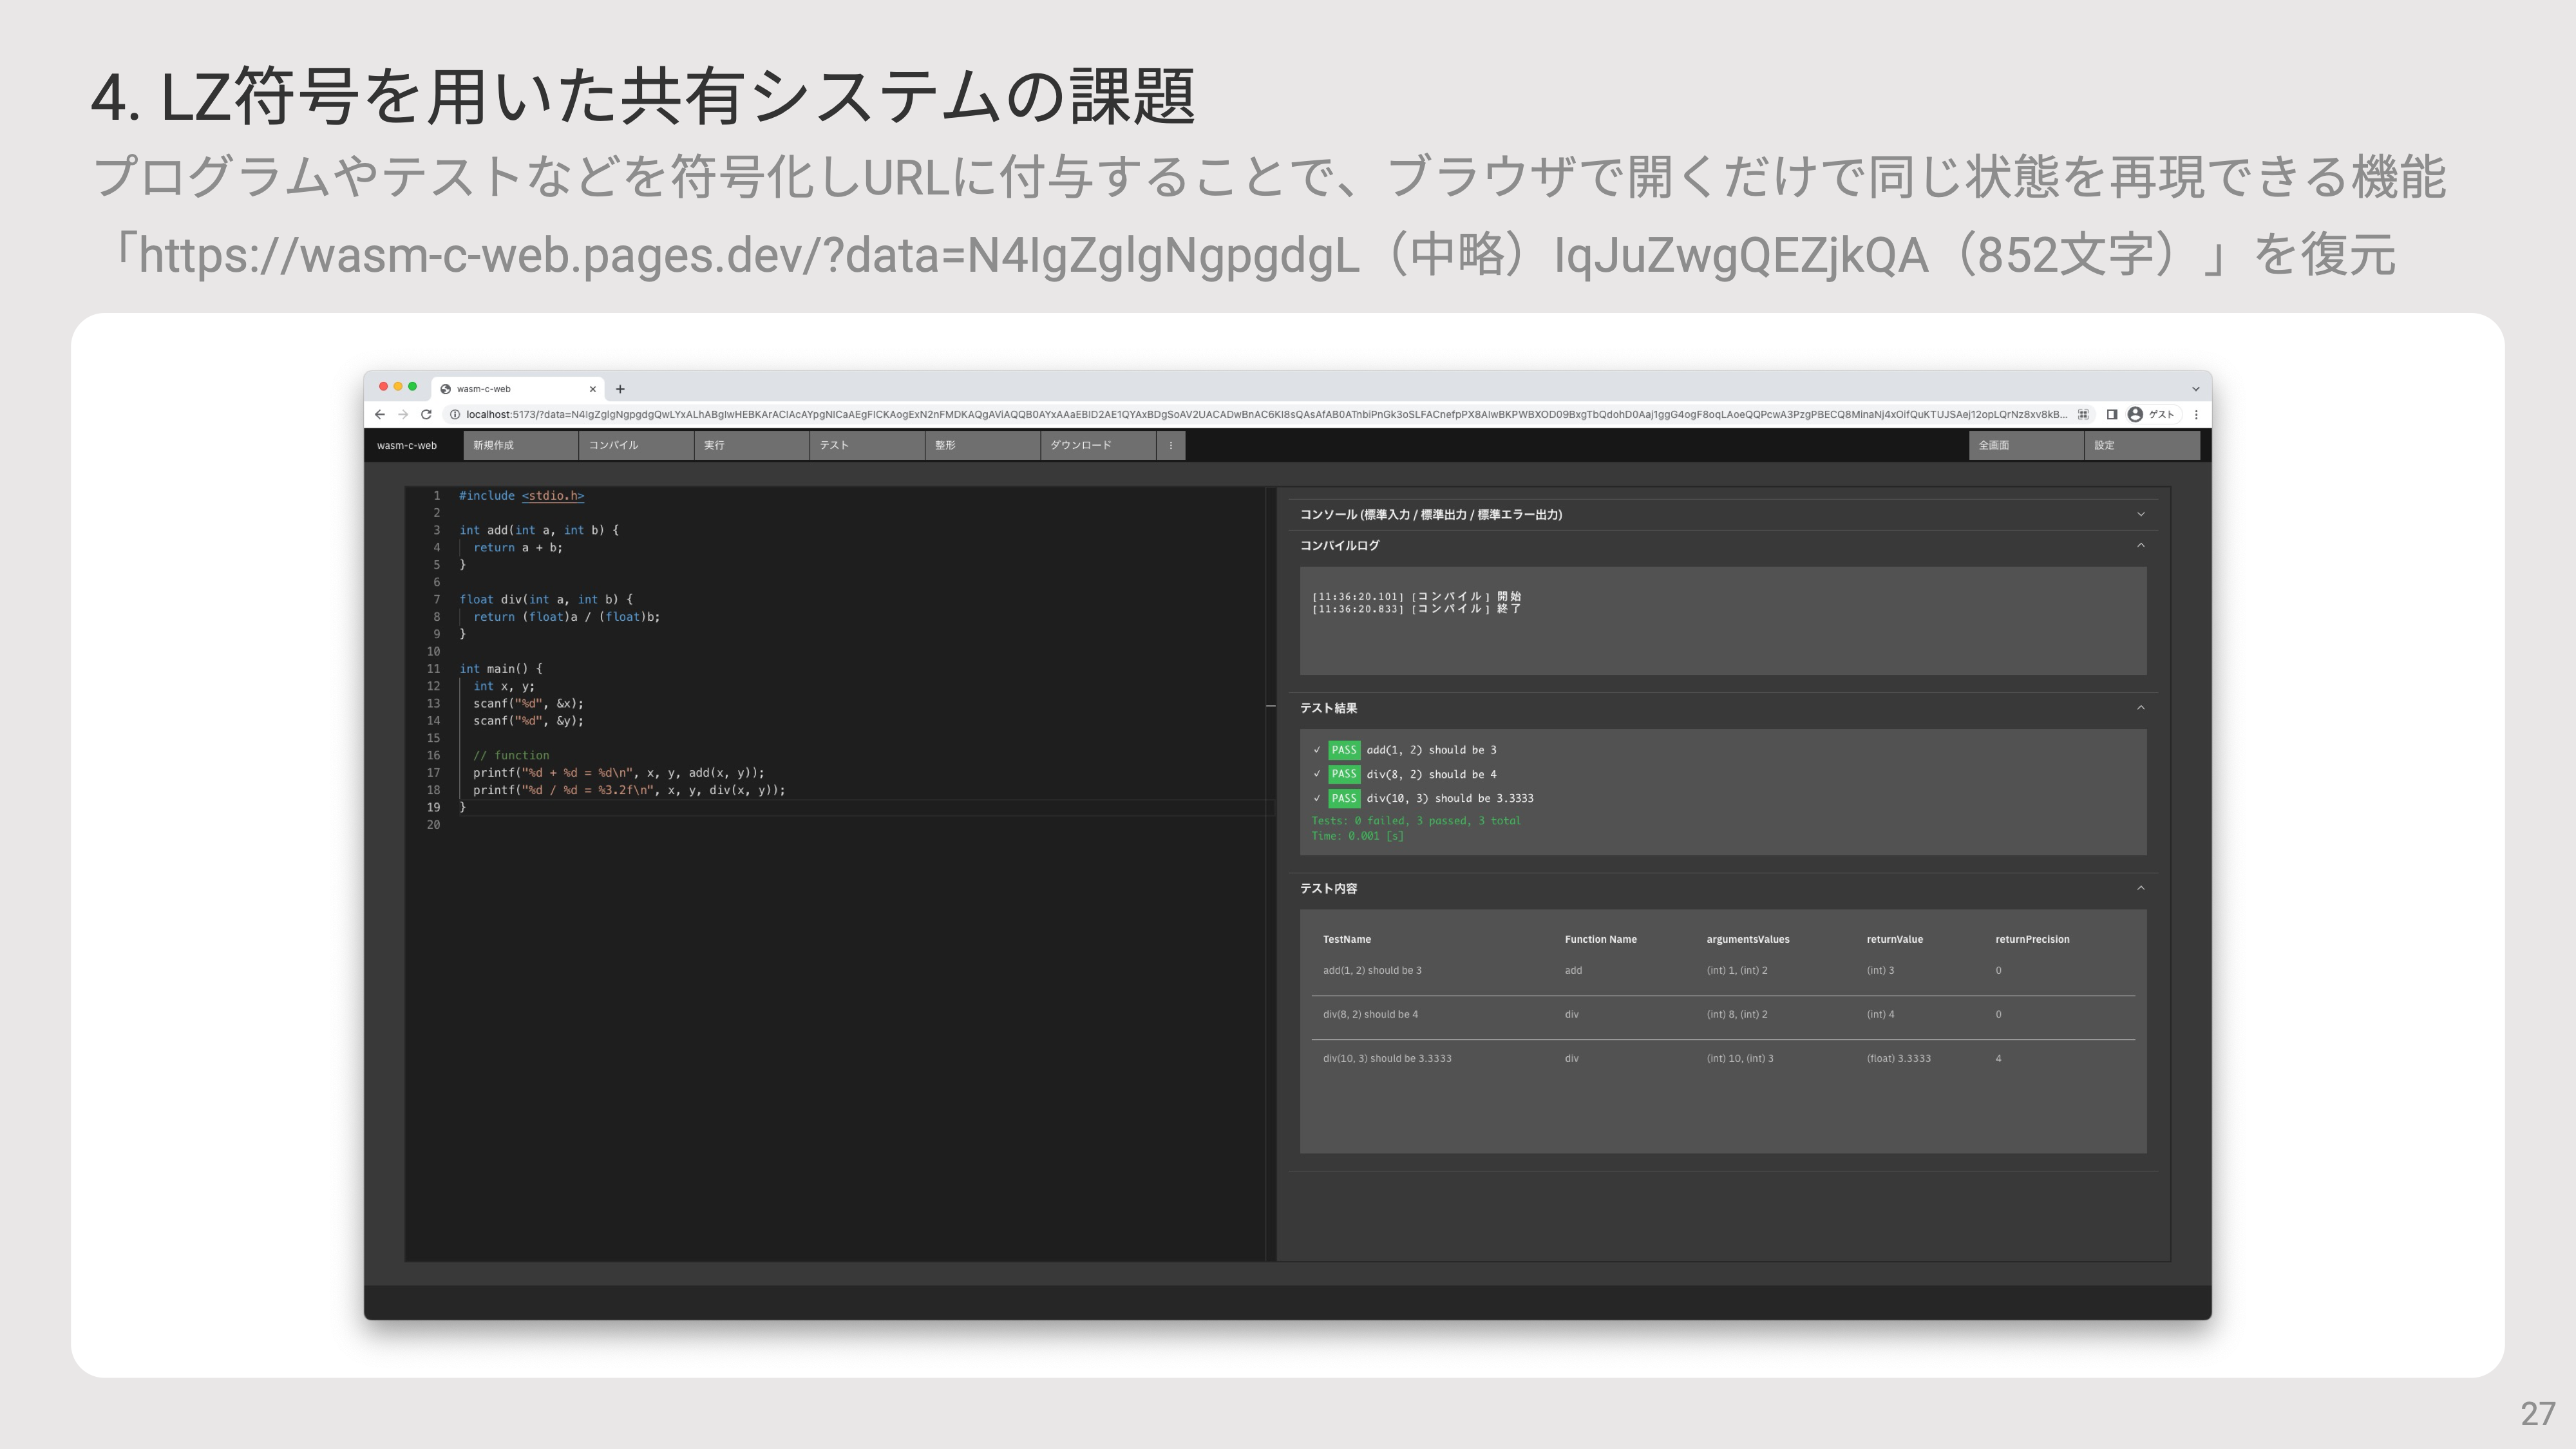 4. LZ符号を用いた共有システムの課題
プログラムやテストなどを符号化しURLに付与することで、ブラウザで開くだけで同じ状態を再現できる機能
「https://wasm-c-web.pages.dev/?data=N4IgZglgNgpgdgL（中略）IqJuZwgQEZjkQA（852文字）」を復元
wasm-c-web
ゲスト
wasm-c-web 新規作成 コンパイル 実行 テスト 整形 ダウンロード 全画面 設定
1 #include <stdio.h>
2
3 int add(int a, int b) {
4 return a + b;
5 }
6
7 float div(int a, int b) {
8 return (float)a / (float)b;
9 }
10
11 int main() {
12 int x, y;
13 scanf("%d", &x);
14 scanf("%d", &y);
15
16 // function
17 printf("%d + %d = %d\n", x, y, add(x, y));
18 printf("%d / %d = %3.2f\n", x, y, div(x, y));
19 }
20
コンソール (標準入力 / 標準出力 / 標準エラー出力)
コンパイルログ
[11:36:20.101] [コンパイル] 開始
[11:36:20.833] [コンパイル] 終了
テスト結果
✓ PASS add(1, 2) should be 3
✓ PASS div(8, 2) should be 4
✓ PASS div(10, 3) should be 3.3333
Tests: 0 failed, 3 passed, 3 total
Time: 0.001 [s]
テスト内容
TestName Function Name argumentsValues returnValue returnPrecision
add(1, 2) should be 3 add (int) 1, (int) 2 (int) 3 0
div(8, 2) should be 4 div (int) 8, (int) 2 (int) 4 0
div(10, 3) should be 3.3333 div (int) 10, (int) 3 (float) 3.3333 4
27